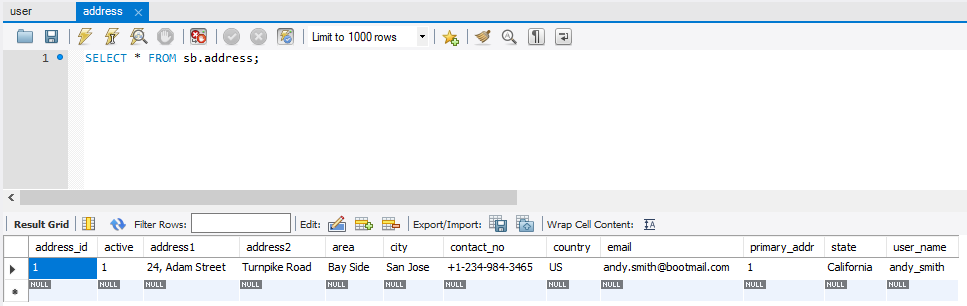 user address
Limit to 1000 rows
1 SELECT * FROM sb.address;
Result Grid Filter Rows: Edit: Export/Import: Wrap Cell Content:
address_id active address1 address2 area city contact_no country email primary_addr state user_name
1 1 24, Adam Street Turnpike Road Bay Side San Jose +1-234-984-3465 US andy.smith@bootmail.com 1 California andy_smith
NULL NULL NULL NULL NULL NULL NULL NULL NULL NULL NULL NULL